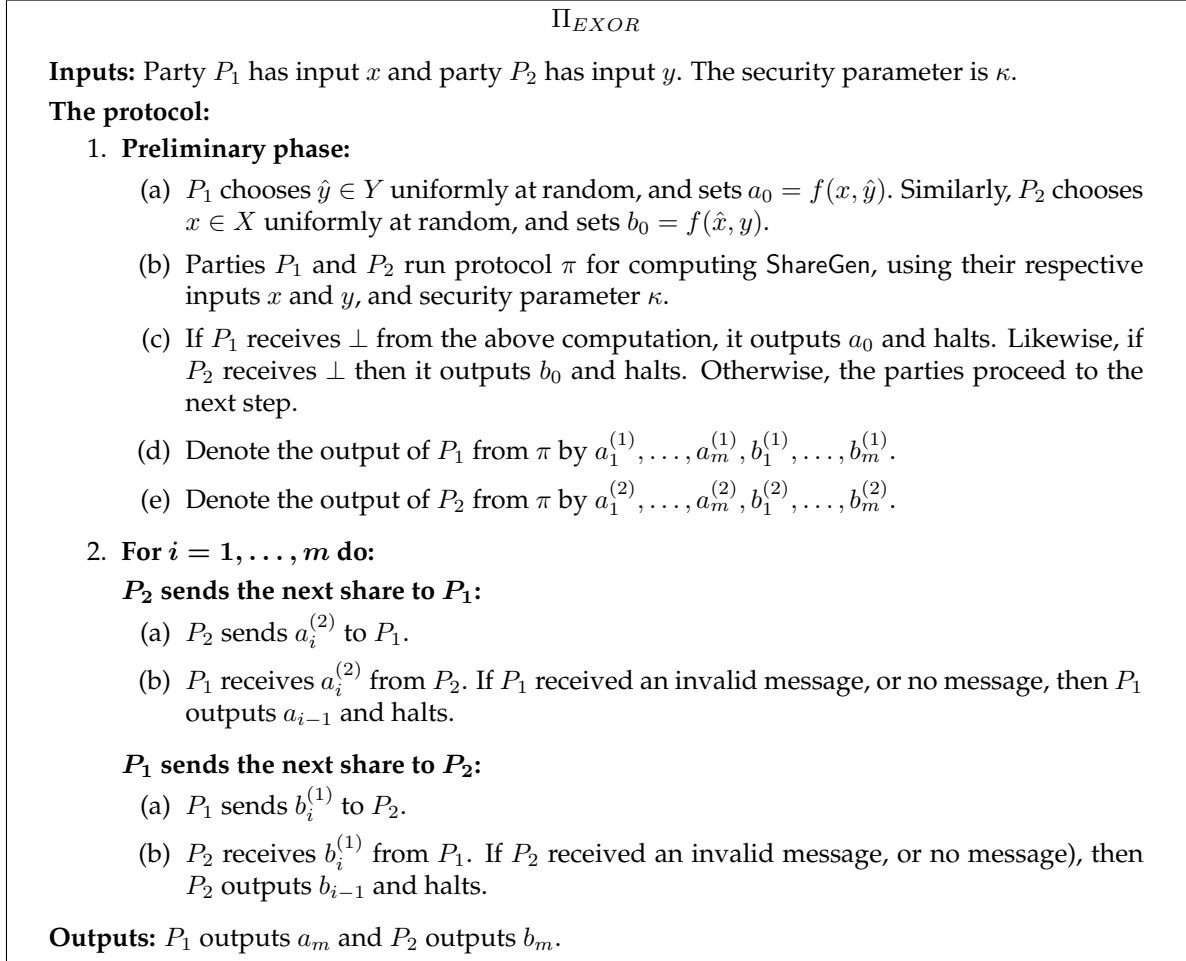 Π_{EXOR}
Inputs: Party P_1 has input x and party P_2 has input y. The security parameter is κ.
The protocol:
1. Preliminary phase:
(a) P_1 chooses ŷ ∈ Y uniformly at random, and sets a_0 = f(x, ŷ). Similarly, P_2 chooses
x ∈ X uniformly at random, and sets b_0 = f(x̂, y).
(b) Parties P_1 and P_2 run protocol π for computing ShareGen, using their respective
inputs x and y, and security parameter κ.
(c) If P_1 receives ⊥ from the above computation, it outputs a_0 and halts. Likewise, if
P_2 receives ⊥ then it outputs b_0 and halts. Otherwise, the parties proceed to the
next step.
(d) Denote the output of P_1 from π by a_1^{(1)}, . . . , a_m^{(1)}, b_1^{(1)}, . . . , b_m^{(1)}.
(e) Denote the output of P_2 from π by a_1^{(2)}, . . . , a_m^{(2)}, b_1^{(2)}, . . . , b_m^{(2)}.
2. For i = 1, . . . , m do:
P_2 sends the next share to P_1:
(a) P_2 sends a_i^{(2)} to P_1.
(b) P_1 receives a_i^{(2)} from P_2. If P_1 received an invalid message, or no message, then P_1
outputs a_{i−1} and halts.
P_1 sends the next share to P_2:
(a) P_1 sends b_i^{(1)} to P_2.
(b) P_2 receives b_i^{(1)} from P_1. If P_2 received an invalid message, or no message), then
P_2 outputs b_{i−1} and halts.
Outputs: P_1 outputs a_m and P_2 outputs b_m.